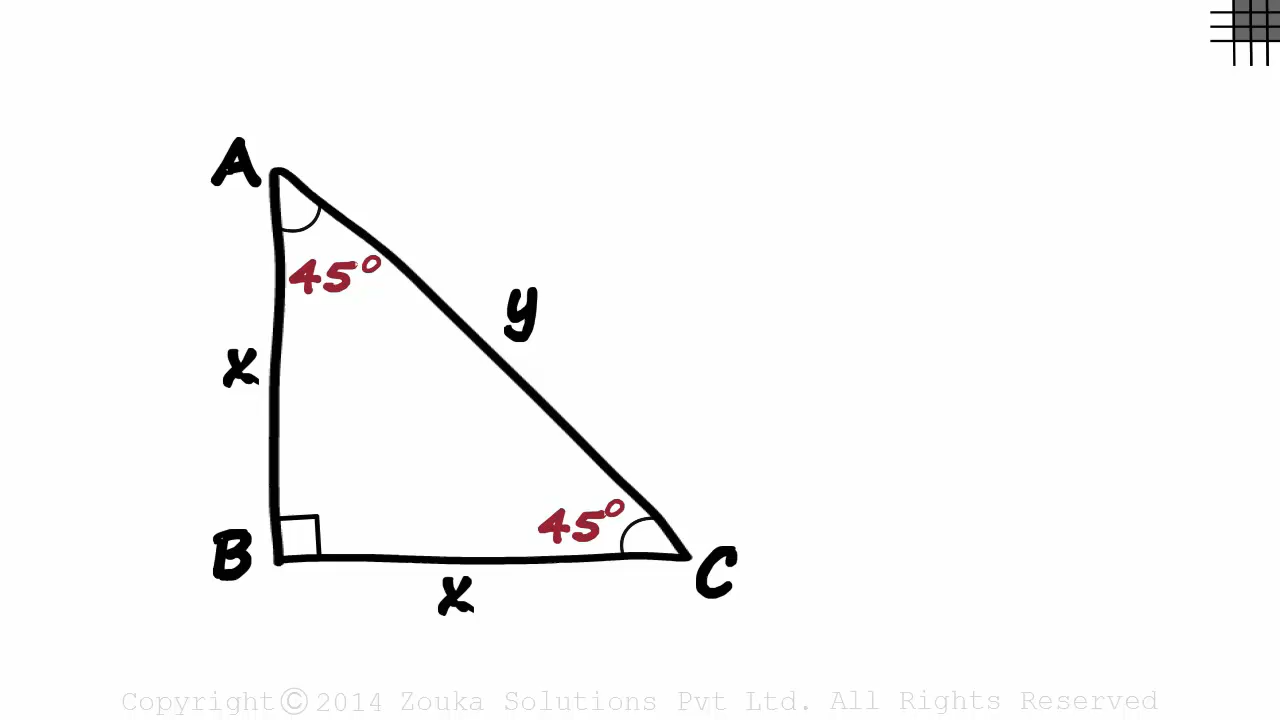 A
45°
y
x
45°
B
C
x
Copyright©2014 Zouka Solutions Pvt Ltd. All Rights Reserved